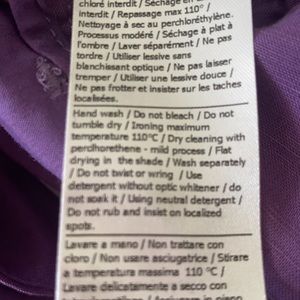 chloré interdit / Séchage en
interdit / Repassage max 110° /
Nettoyage à sec au perchloréthylène.
Processus modéré / Séchage à plat à
l'ombre / Laver séparément / Ne pas
tordre / Utiliser lessive sans
blanchissant optique / Ne pas laisser
tremper / Utiliser une lessive douce /
Ne pas frotter et insister sur les taches
localisées.
Hand wash / Do not bleach / Do not
tumble dry / Ironing maximum
temperature 110ºC / Dry cleaning with
perdhorethene - mild process / Flat
drying in the shade / Wash separately
/ Do not twist or wring / Use
detergent without optic whitener / do
not soak it / Using neutral detergent /
Do not rub and insist on localized
spots.
Lavare a mano / Non trattare con
cloro / Non usare asciugatrice / Stirare
a temperatura massima 110 ºC /
Lavare delicatamente a secco con